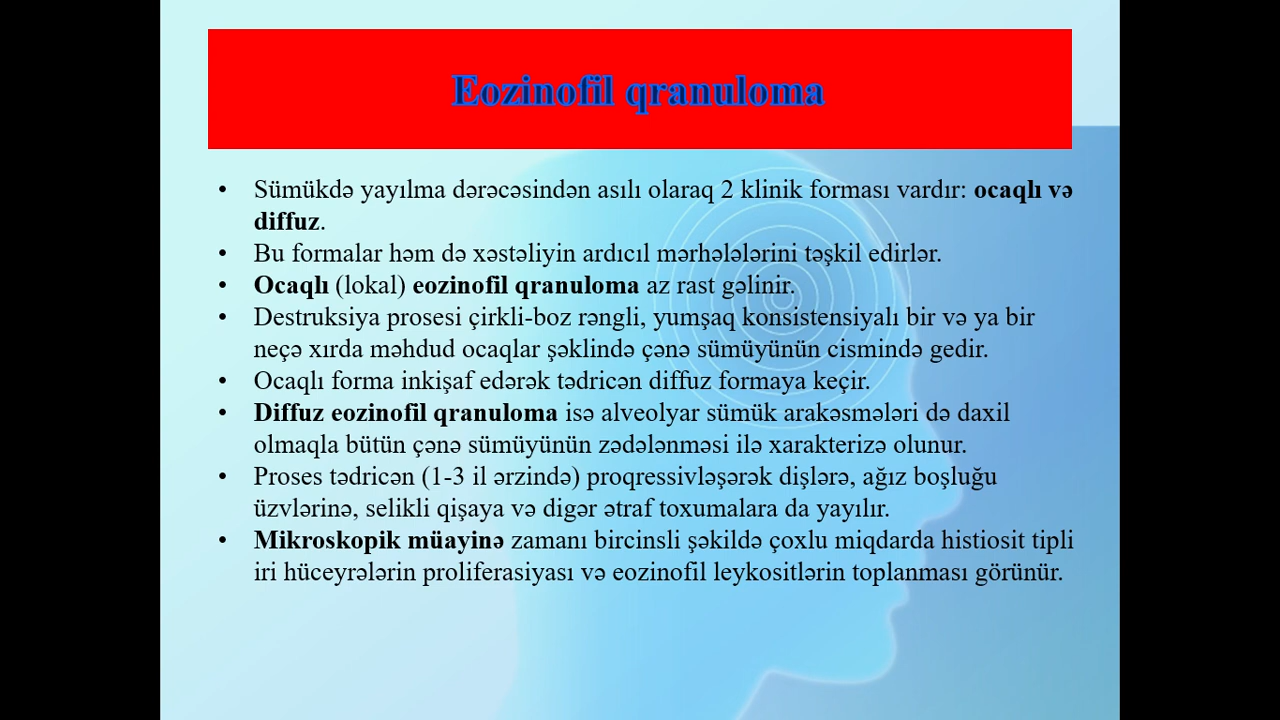 Eozinofil qranuloma
• Sümükdə yayılma dərəcəsindən asılı olaraq 2 klinik forması vardır: ocaqlı və
diffuz.
• Bu formalar həm də xəstəliyin ardıcıl mərhələlərini təşkil edirlər.
• Ocaqlı (lokal) eozinofil qranuloma az rast gəlinir.
• Destruksiya prosesi çirkli-boz rəngli, yumşaq konsistensiyalı bir və ya bir
neçə xırda məhdud ocaqlar şəklində çənə sümüyünün cismində gedir.
• Ocaqlı forma inkişaf edərək tədricən diffuz formaya keçir.
• Diffuz eozinofil qranuloma isə alveolyar sümük arakəsmələri də daxil
olmaqla bütün çənə sümüyünün zədələnməsi ilə xarakterizə olunur.
• Proses tədricən (1-3 il ərzində) proqressivləşərək dişlərə, ağız boşluğu
üzvlərinə, selikli qişaya və digər ətraf toxumalara da yayılır.
• Mikroskopik müayinə zamanı bircinsli şəkildə çoxlu miqdarda histiosit tipli
iri hüceyrələrin proliferasiyası və eozinofil leykositlərin toplanması görünür.